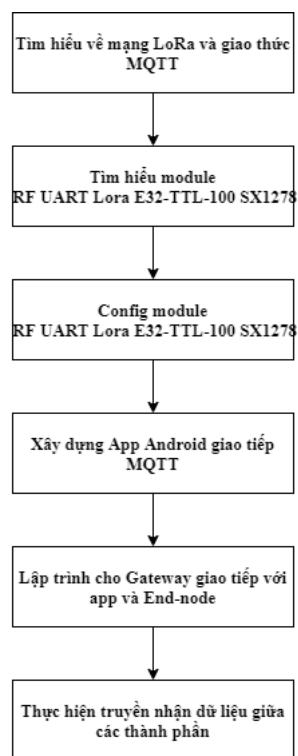 Tìm hiểu về mạng LoRa và giao thức
MQTT
Tìm hiểu module
RF UART Lora E32-TTL-100 SX1278
Config module
RF UART Lora E32-TTL-100 SX1278
Xây dựng App Android giao tiếp
MQTT
Lập trình cho Gateway giao tiếp với
app và End-node
Thực hiện truyền nhận dữ liệu giữa
các thành phần